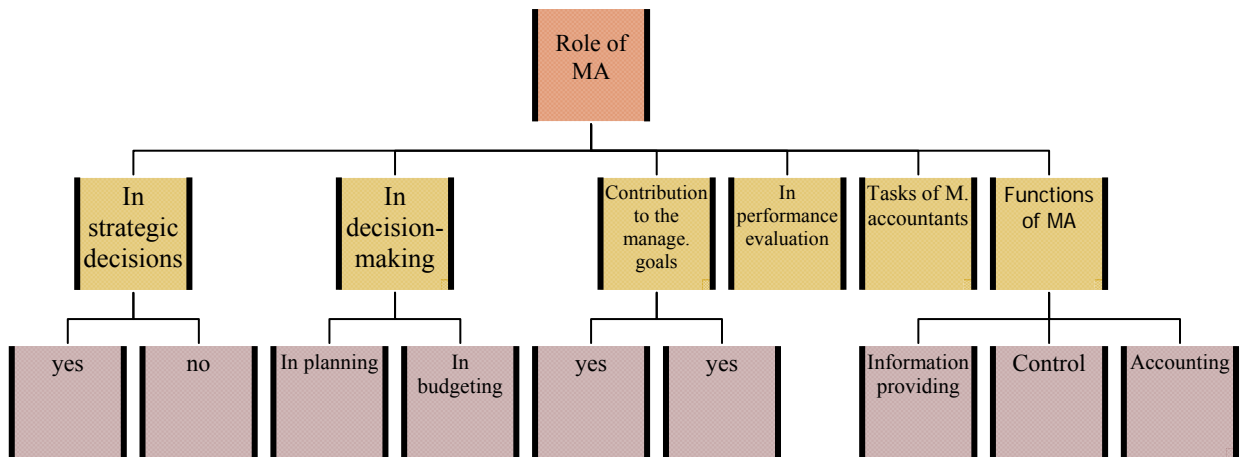 Role of
MA
In
strategic
decisions
In
decision-
making
Contribution
to the
manage.
goals
In
performance
evaluation
Tasks of M.
accountants
Functions
of MA
yes
no
In planning
In
budgeting
yes
yes
Information
providing
Control
Accounting